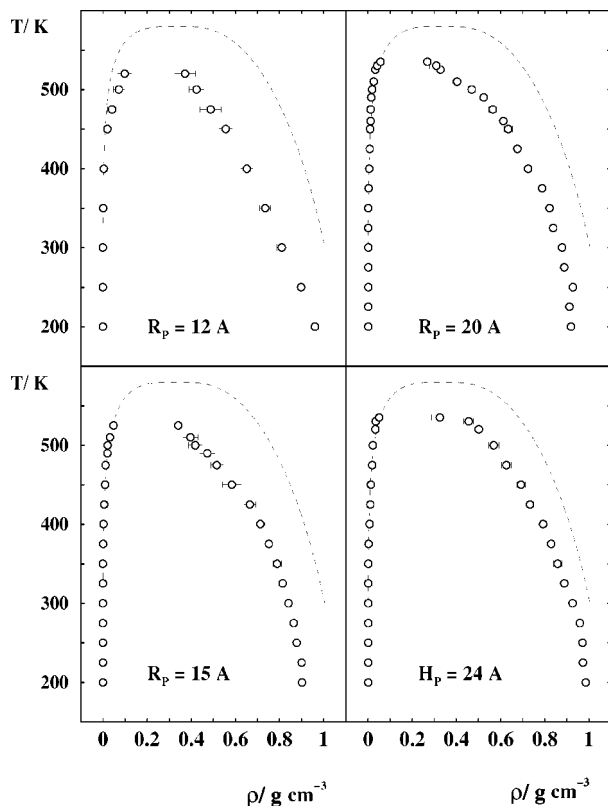 T/ K
500
400
300
200
R_P = 12 A
R_P = 20 A
T/ K
500
400
300
200
R_P = 15 A
H_P = 24 A
0 0.2 0.4 0.6 0.8 1
0 0.2 0.4 0.6 0.8 1
ρ/ g cm⁻³
ρ/ g cm⁻³